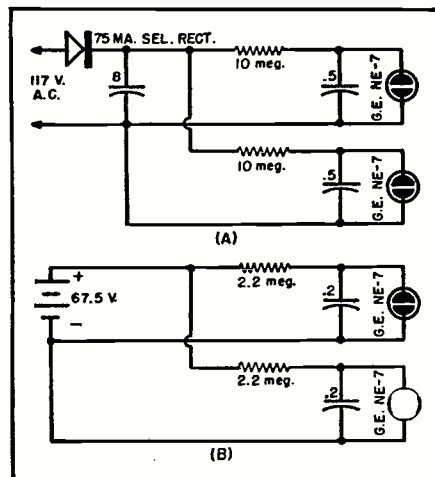 75 MA. SEL. RECT.
117 V.
A.C.
8
10 meg.
.5
G.E. NE-7
10 meg.
.5
G.E. NE-7
(A)
+
67.5 V.
−
2.2 meg.
.2
G.E. NE-7
2.2 meg.
.2
G.E. NE-7
(B)